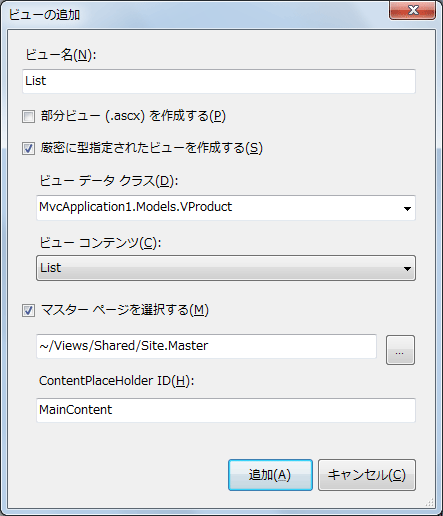 ビューの追加
ビュー名(N):
List
部分ビュー (.ascx) を作成する(P)
厳密に型指定されたビューを作成する(S)
ビュー データ クラス(D):
MvcApplication1.Models.VProduct
ビュー コンテンツ(C):
List
マスター ページを選択する(M)
~/Views/Shared/Site.Master
...
ContentPlaceHolder ID(H):
MainContent
追加(A)
キャンセル(C)